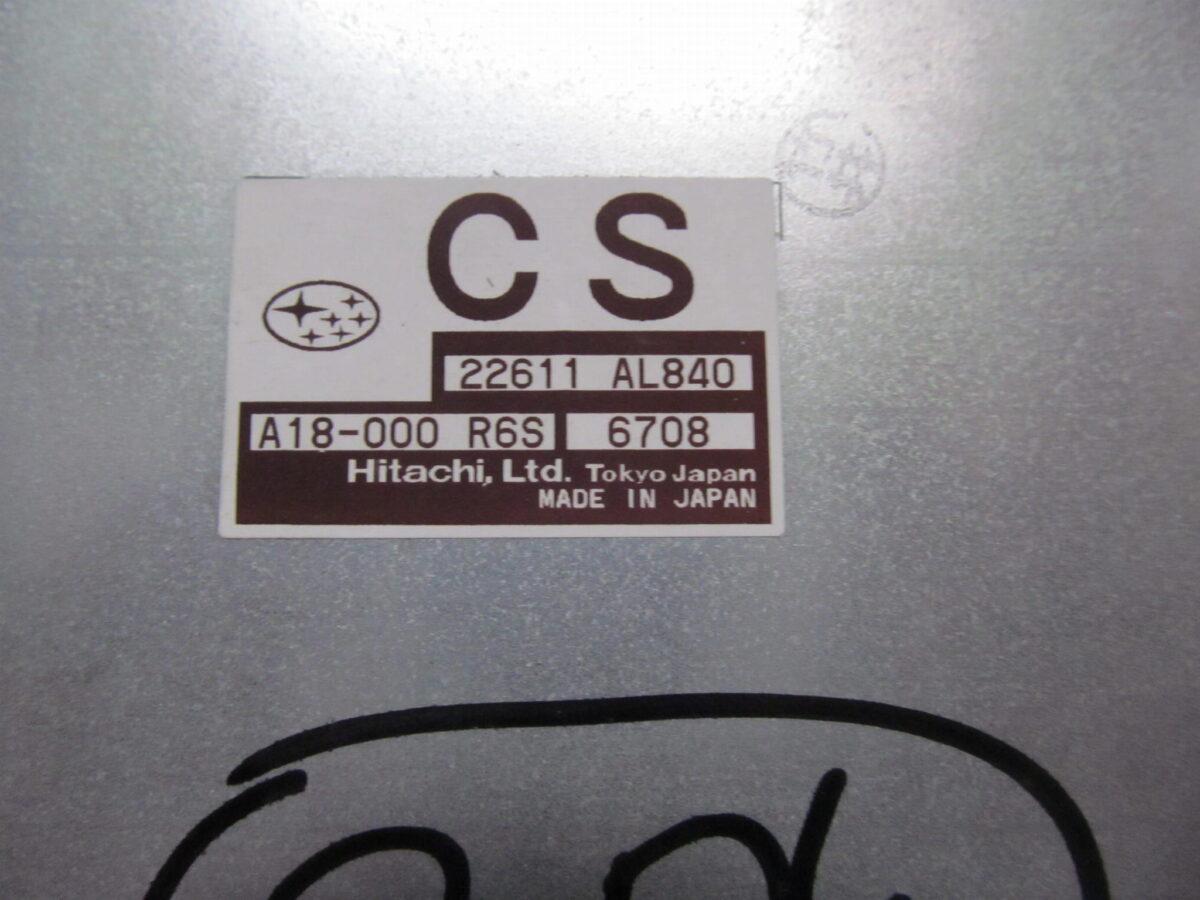 CS
22611 AL840
A18-000 R6S 6708
Hitachi, Ltd. Tokyo Japan
MADE IN JAPAN